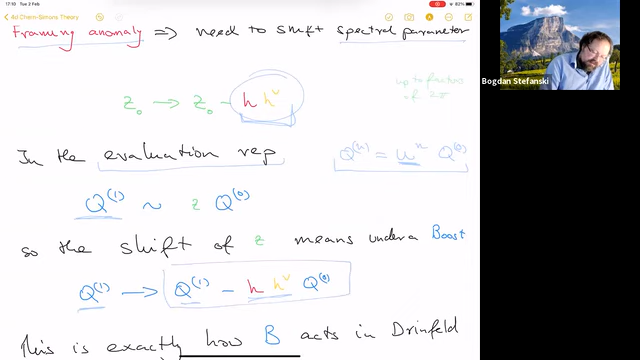 17:10 Tue 2 Feb
82%
4d Chern-Simons Theory
Framing anomaly => need to shift spectral parameter
z₀ → z₀ - ħ h^∨
up to factors
of 2π
In the evaluation rep
Q^(n) = u^n Q^(0)
Q^(1) ~ z Q^(0)
so the shift of z means under a Boost
Q^(1) → Q^(1) - ħ h^∨ Q^(0)
This is exactly how B acts in Drinfeld
Bogdan Stefanski